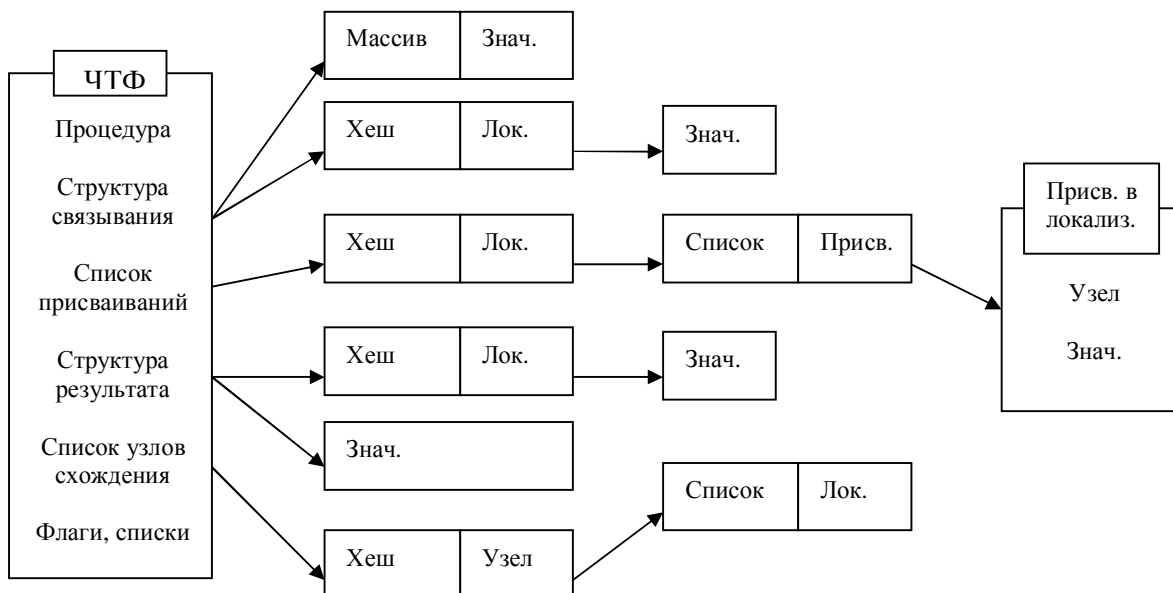 ЧТФ
Процедура
Структура
связывания
Список
присваиваний
Структура
результата
Список узлов
схождения
Флаги, списки
Массив
Знач.
Хеш
Лок.
Знач.
Хеш
Лок.
Список
Присв.
Присв. в
локализ.
Узел
Знач.
Хеш
Лок.
Знач.
Знач.
Хеш
Узел
Список
Лок.